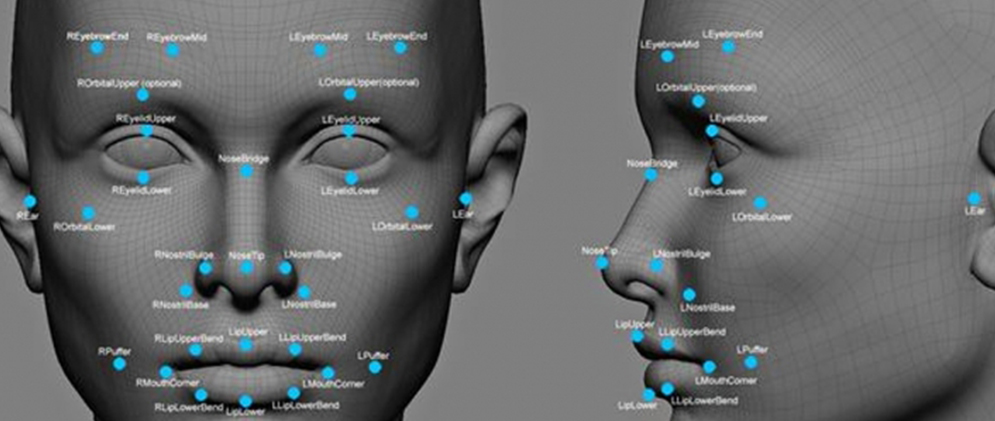 REyebrowEnd
REyebrowMid
LEyebrowMid
LEyebrowEnd
ROrbitalUpper (optional)
LOrbitalUpper(optional)
REyelidUpper
LEyelidUpper
NoseBridge
REyelidLower
LEyelidLower
REar
ROrbitalLower
LOrbitalLower
LEar
RNostrilBulge
NoseTip
LNostrilBulge
RNostrilBase
LNostrilBase
RLipUpperBend
LipUpper
LLipUpperBend
RPuffer
LPuffer
RMouthCorner
LMouthCorner
RLipLowerBend
LipLower
LLipLowerBend
LEyebrowMid
LEyebrowEnd
LOrbitalUpper(optional)
LEyelidUpper
NoseBridge
LEyelidLower
LOrbitalLower
LEar
NoseTip
LNostrilBulge
LNostrilBase
LipUpper
LLipUpperBend
LPuffer
LMouthCorner
LipLower
LLipLowerBend